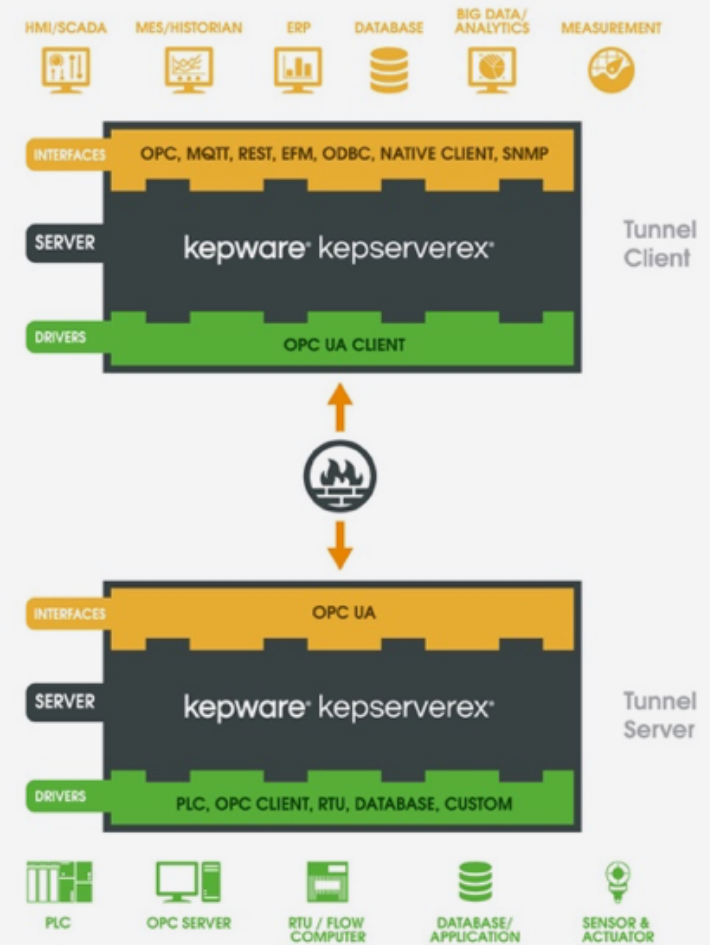 HMI/SCADA
MES/HISTORIAN
ERP
DATABASE
BIG DATA/
ANALYTICS
MEASUREMENT
INTERFACES
OPC, MQTT, REST, EFM, ODBC, NATIVE CLIENT, SNMP
SERVER
kepware® kepserverex®
Tunnel
Client
DRIVERS
OPC UA CLIENT
INTERFACES
OPC UA
SERVER
kepware® kepserverex®
Tunnel
Server
DRIVERS
PLC, OPC CLIENT, RTU, DATABASE, CUSTOM
PLC
OPC SERVER
RTU / FLOW
COMPUTER
DATABASE/
APPLICATION
SENSOR &
ACTUATOR